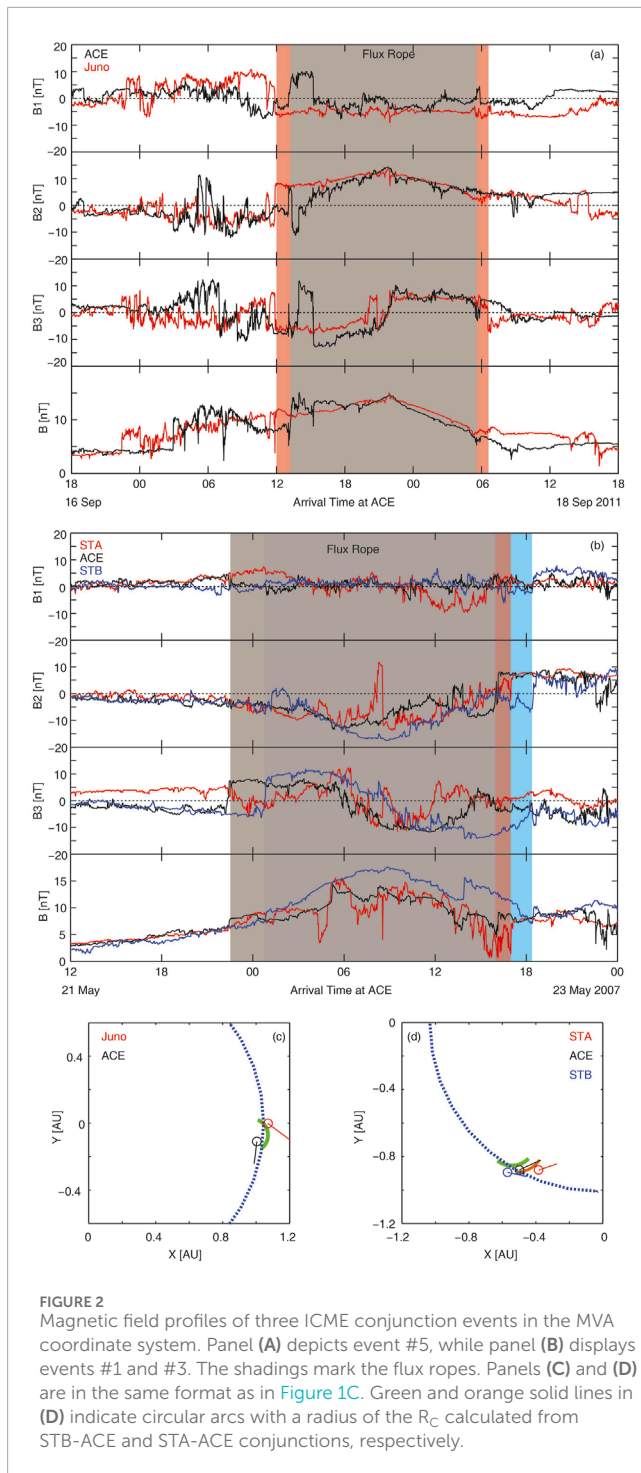 ACE
Juno
Flux Rope
(a)
B1 [nT]
20
10
0
−10
−20
B2 [nT]
10
0
−10
−20
B3 [nT]
10
0
−10
−20
B [nT]
10
0
18 00 06 12 18 00 06 12 18
16 Sep Arrival Time at ACE 18 Sep 2011
STA
ACE
STB
Flux Rope
(b)
B1 [nT]
20
10
0
−10
−20
B2 [nT]
10
0
−10
−20
B3 [nT]
10
0
−10
−20
B [nT]
15
10
5
0
12 18 00 06 12 18 00
21 May Arrival Time at ACE 23 May 2007
Juno
ACE
(c)
Y [AU]
0.4
0
−0.4
0 0.4 0.8 1.2
X [AU]
(d)
STA
ACE
STB
Y [AU]
0
−0.4
−0.8
−1.2
−1.2 −0.8 −0.4 0
X [AU]
FIGURE 2
Magnetic field profiles of three ICME conjunction events in the MVA
coordinate system. Panel (A) depicts event #5, while panel (B) displays
events #1 and #3. The shadings mark the flux ropes. Panels (C) and (D)
are in the same format as in Figure 1C. Green and orange solid lines in
(D) indicate circular arcs with a radius of the RC calculated from
STB-ACE and STA-ACE conjunctions, respectively.